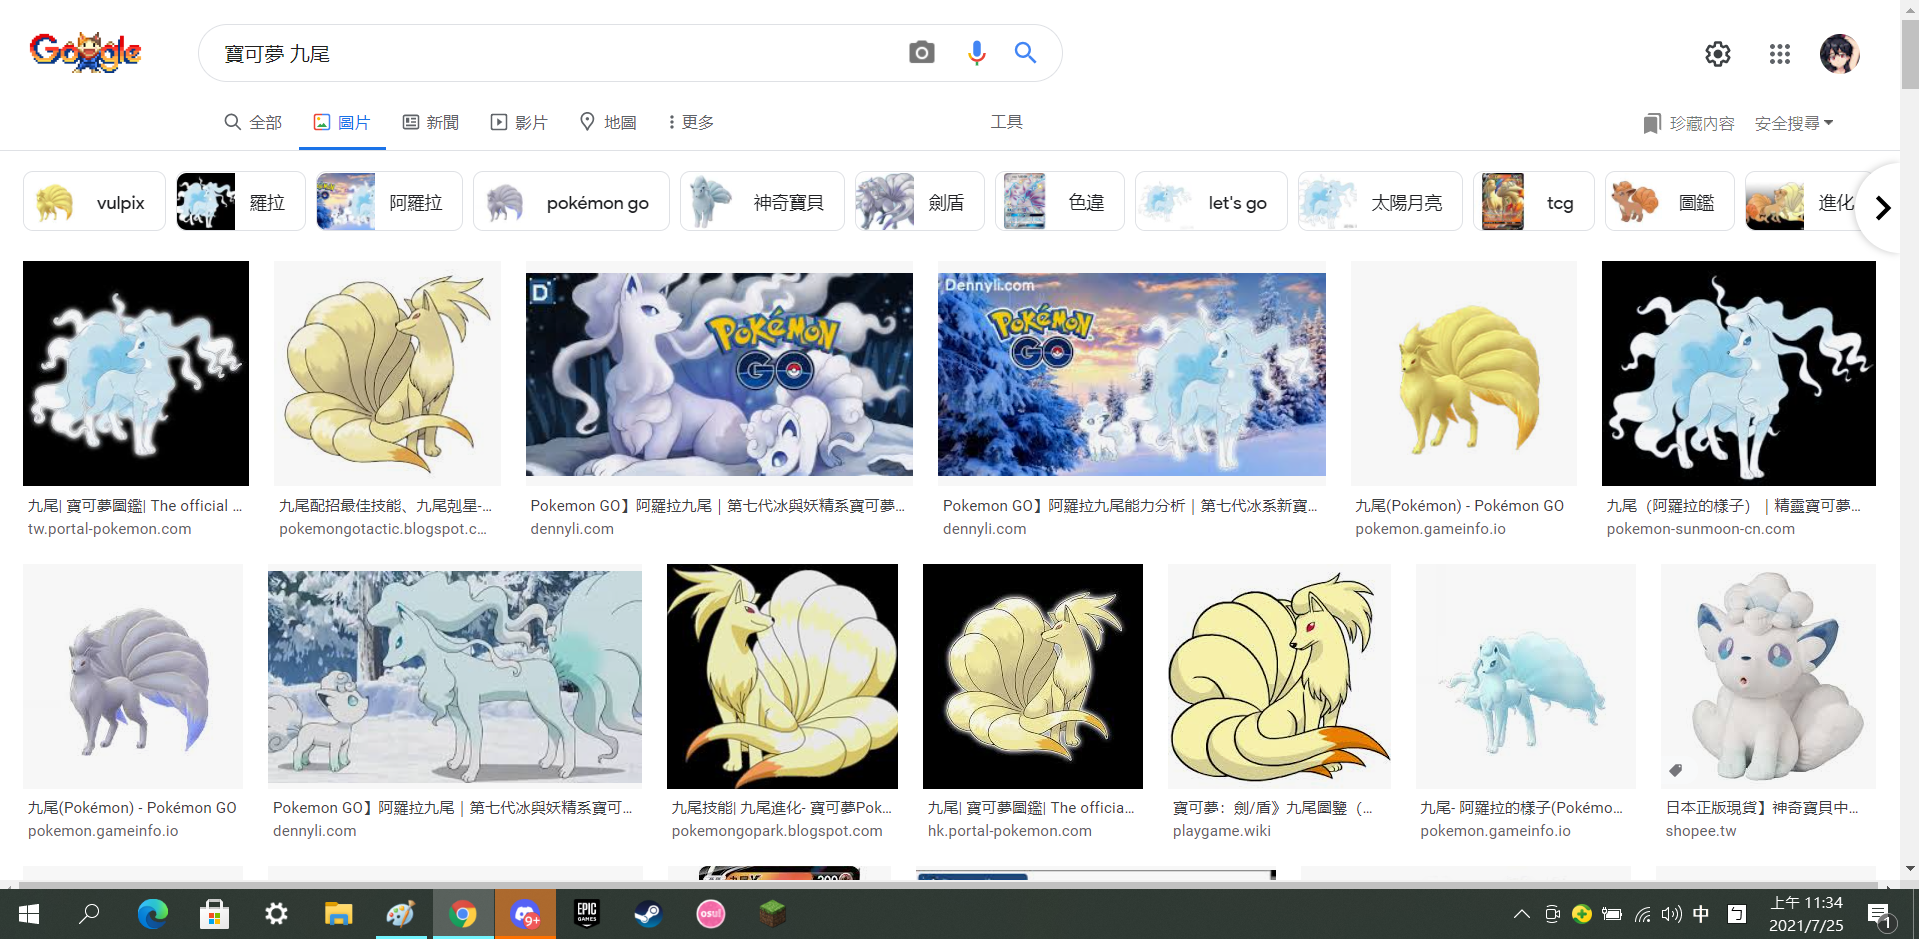 Google
寶可夢 九尾
全部
圖片
新聞
影片
地圖
更多
工具
珍藏內容
安全搜尋
vulpix
羅拉
阿羅拉
pokémon go
神奇寶貝
劍盾
色違
let's go
太陽月亮
tcg
圖鑑
進化
D
POKÉMON
GO
Dennyli.com
POKÉMON
GO
九尾| 寶可夢圖鑑| The official ...
tw.portal-pokemon.com
九尾配招最佳技能、九尾剋星-...
pokemongotactic.blogspot.c...
Pokemon GO】阿羅拉九尾｜第七代冰與妖精系寶可夢...
dennyli.com
Pokemon GO】阿羅拉九尾能力分析｜第七代冰系新寶...
dennyli.com
九尾(Pokémon) - Pokémon GO
pokemon.gameinfo.io
九尾（阿羅拉的樣子）｜精靈寶可夢...
pokemon-sunmoon-cn.com
九尾(Pokémon) - Pokémon GO
pokemon.gameinfo.io
Pokemon GO】阿羅拉九尾｜第七代冰與妖精系寶可...
dennyli.com
九尾技能| 九尾進化- 寶可夢Pok...
pokemongopark.blogspot.com
九尾| 寶可夢圖鑑| The officia...
hk.portal-pokemon.com
寶可夢：劍/盾》九尾圖鑒（...
playgame.wiki
九尾- 阿羅拉的樣子(Pokémo...
pokemon.gameinfo.io
日本正版現貨】神奇寶貝中...
shopee.tw
9+
EPIC
GAMES
osu!
中
上午 11:34
2021/7/25
1